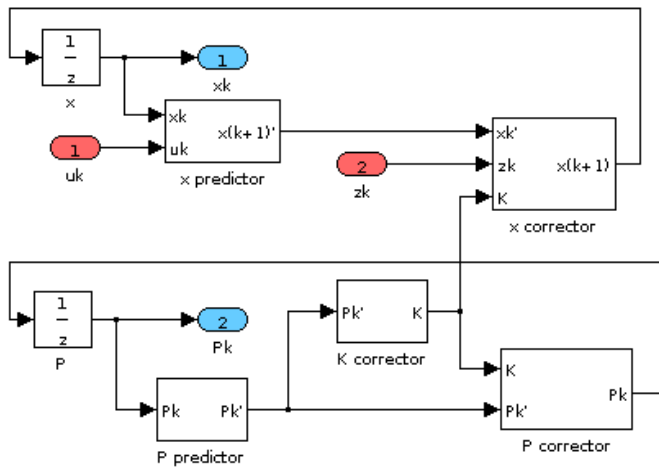 1
z
x
1
xk
xk
uk
x(k+1)'
x predictor
1
uk
2
zk
xk'
zk
K
x(k+1)
x corrector
1
z
P
2
Pk
Pk'
K
K corrector
Pk
Pk'
P predictor
K
Pk'
Pk
P corrector